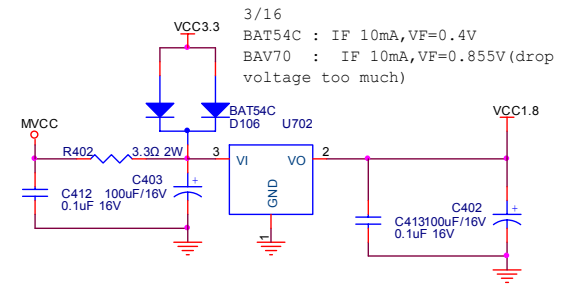 3/16
VCC3.3
BAT54C : IF 10mA,VF=0.4V
BAV70 : IF 10mA,VF=0.855V(drop
voltage too much)
BAT54C
D106 U702
VCC1.8
MVCC
R402 3.3Ω 2W
3 VI VO 2
GND
1
C412
0.1uF 16V
C403
100uF/16V
+
C402
+
C413100uF/16V
0.1uF 16V